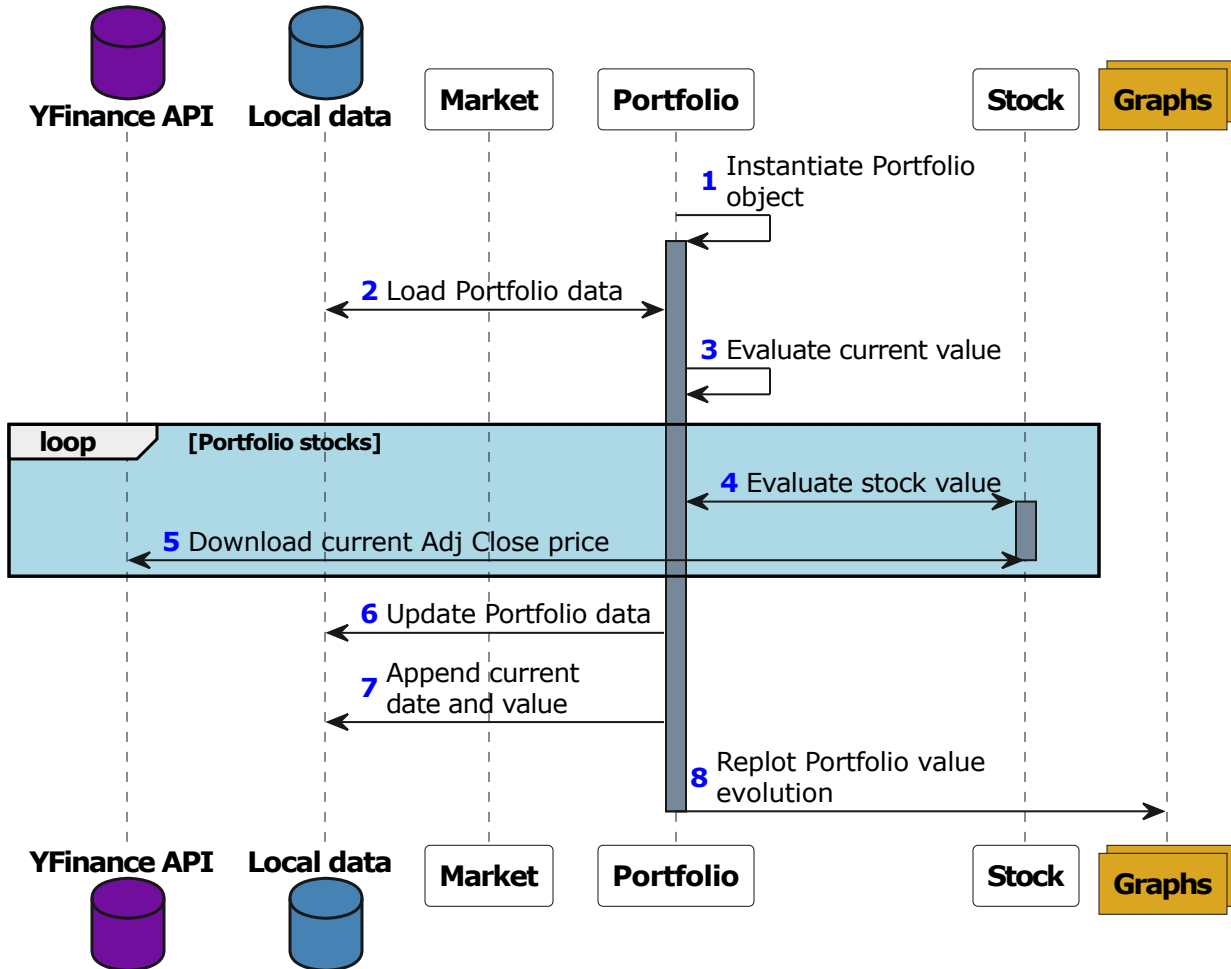 YFinance API
Local data
Market
Portfolio
Stock
Graphs
1 Instantiate Portfolio
object
2 Load Portfolio data
3 Evaluate current value
loop
[Portfolio stocks]
4 Evaluate stock value
5 Download current Adj Close price
6 Update Portfolio data
7 Append current
date and value
8 Replot Portfolio value
evolution
YFinance API
Local data
Market
Portfolio
Stock
Graphs